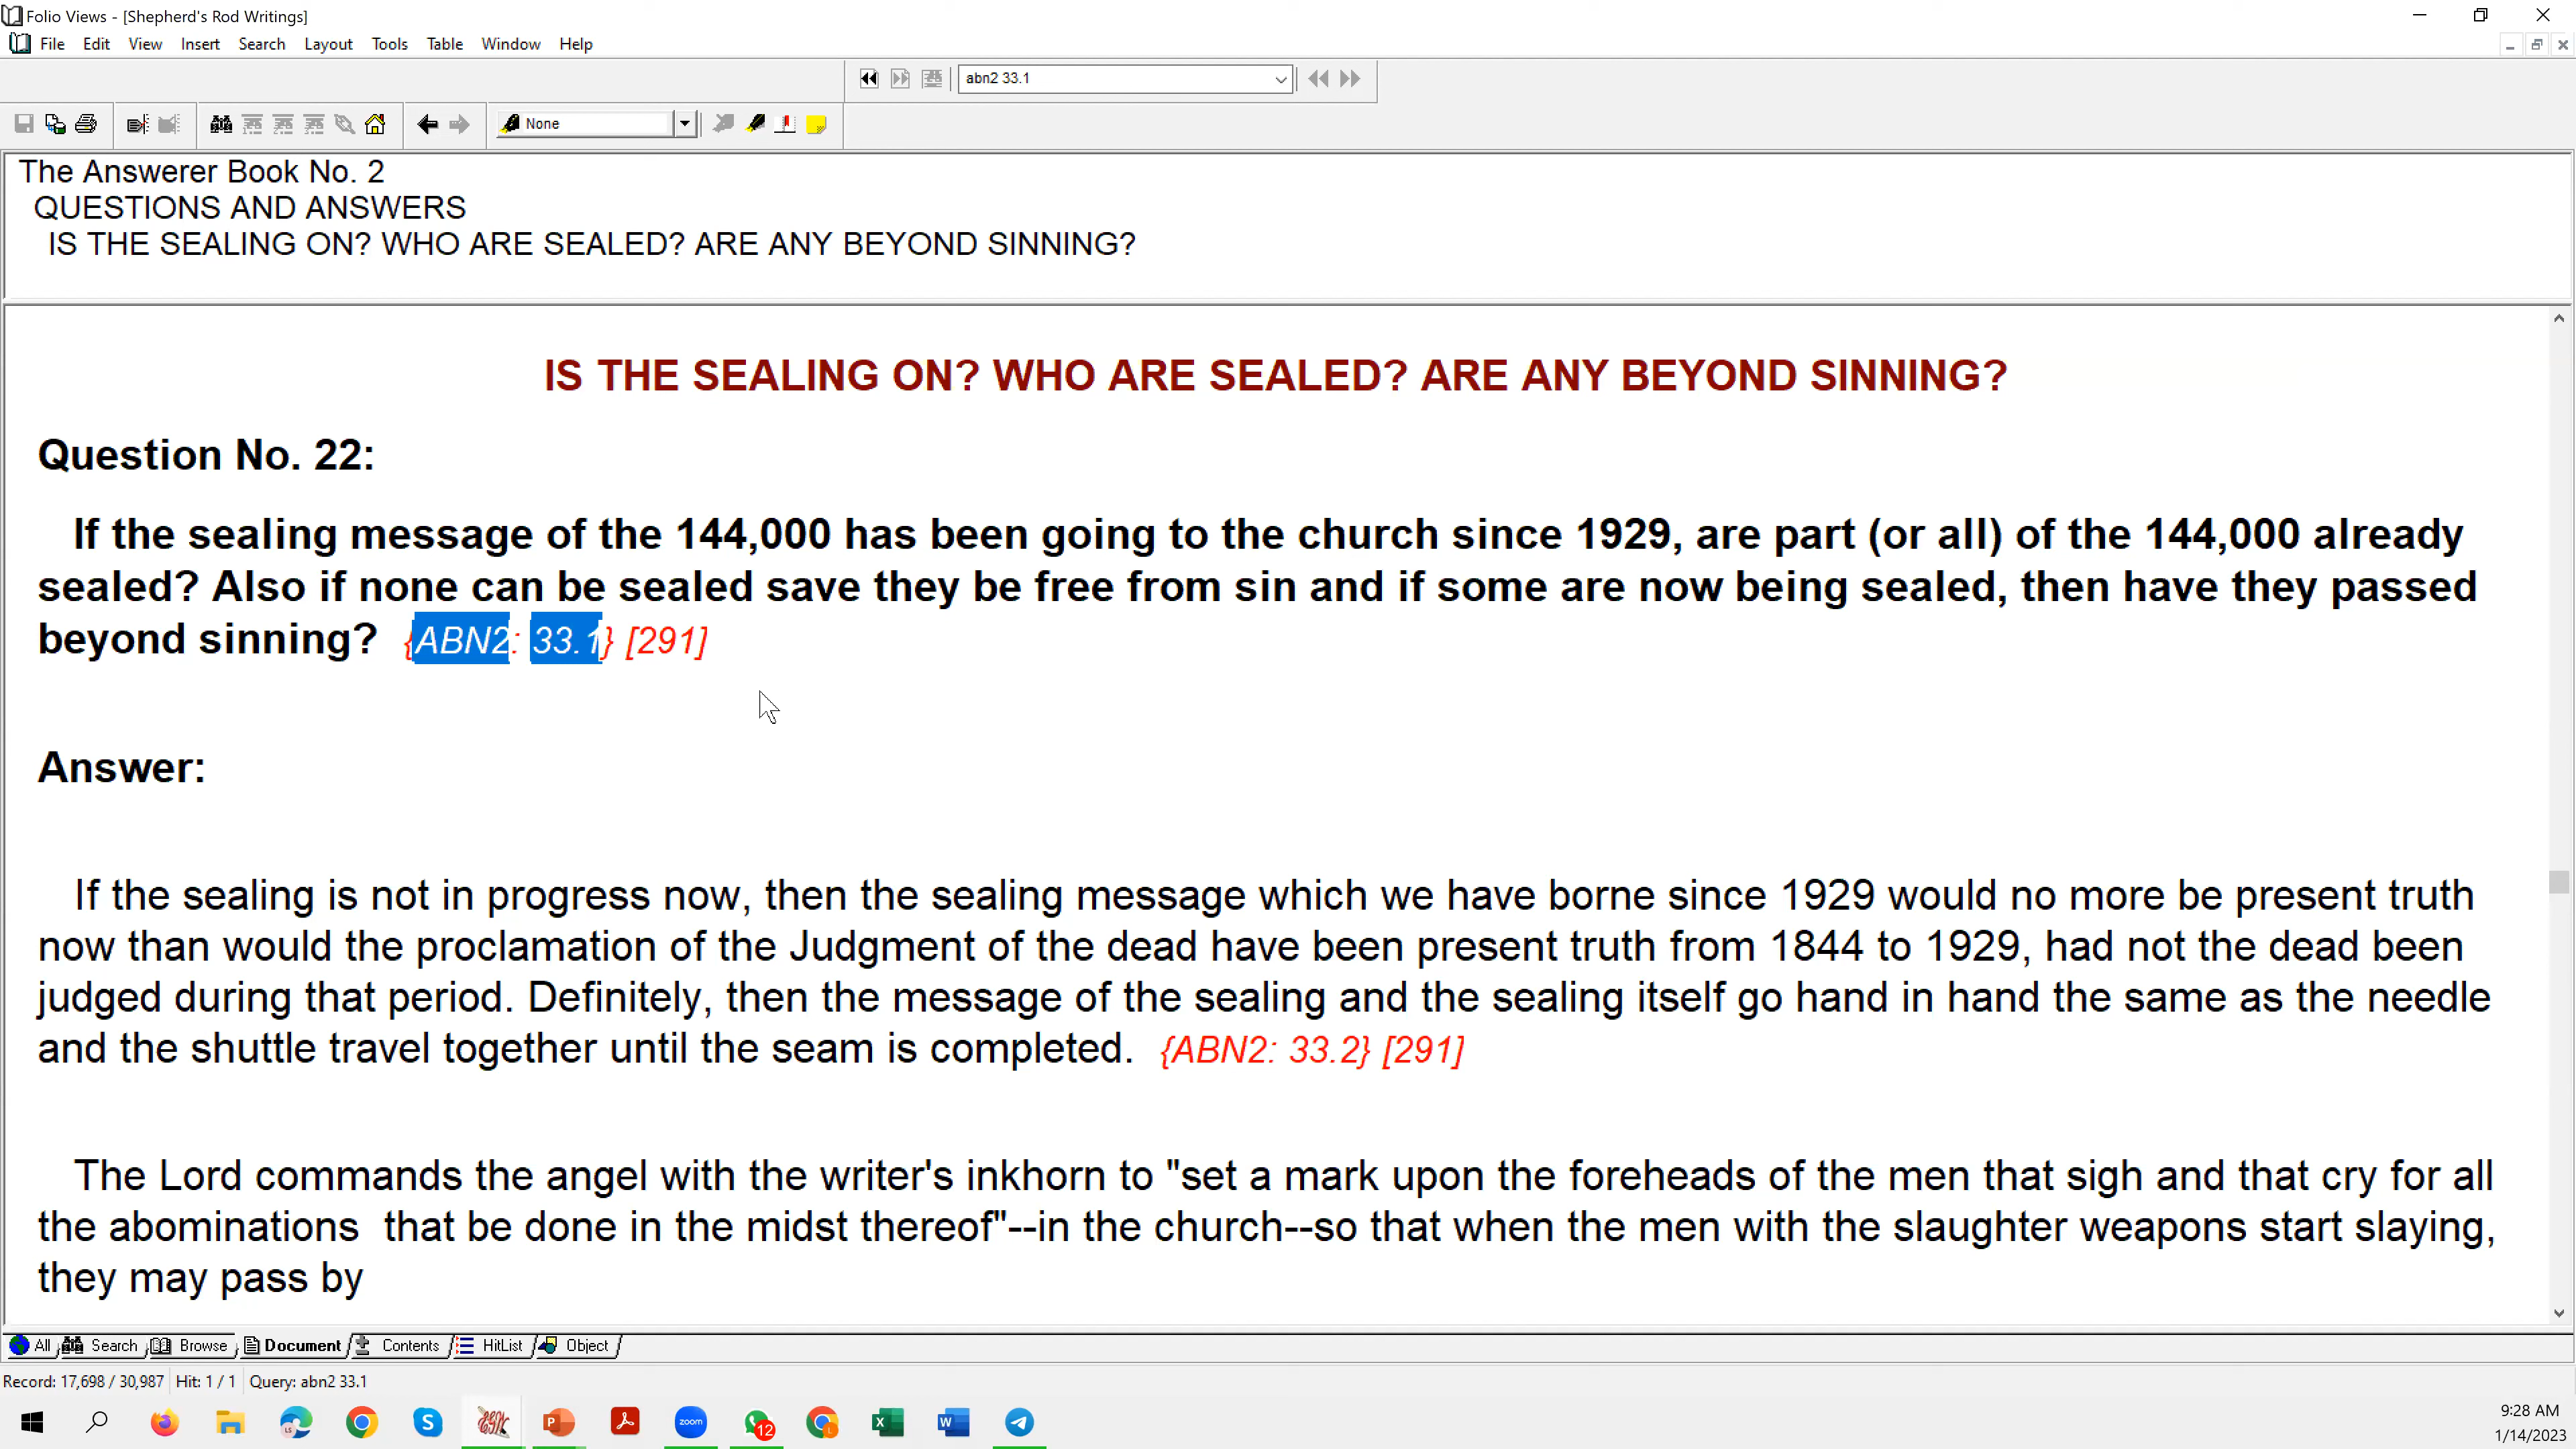 Folio Views - [Shepherd's Rod Writings]
File Edit View Insert Search Layout Tools Table Window Help
abn2 33.1
None
The Answerer Book No. 2
QUESTIONS AND ANSWERS
IS THE SEALING ON? WHO ARE SEALED? ARE ANY BEYOND SINNING?
IS THE SEALING ON? WHO ARE SEALED? ARE ANY BEYOND SINNING?
Question No. 22:
If the sealing message of the 144,000 has been going to the church since 1929, are part (or all) of the 144,000 already
sealed? Also if none can be sealed save they be free from sin and if some are now being sealed, then have they passed
beyond sinning? {ABN2: 33.1} [291]
Answer:
If the sealing is not in progress now, then the sealing message which we have borne since 1929 would no more be present truth
now than would the proclamation of the Judgment of the dead have been present truth from 1844 to 1929, had not the dead been
judged during that period. Definitely, then the message of the sealing and the sealing itself go hand in hand the same as the needle
and the shuttle travel together until the seam is completed. {ABN2: 33.2} [291]
The Lord commands the angel with the writer's inkhorn to "set a mark upon the foreheads of the men that sigh and that cry for all
the abominations that be done in the midst thereof"--in the church--so that when the men with the slaughter weapons start slaying,
they may pass by
All Search Browse Document Contents HitList Object
Record: 17,698 / 30,987 Hit: 1 / 1 Query: abn2 33.1
zoom 12
9:28 AM
1/14/2023